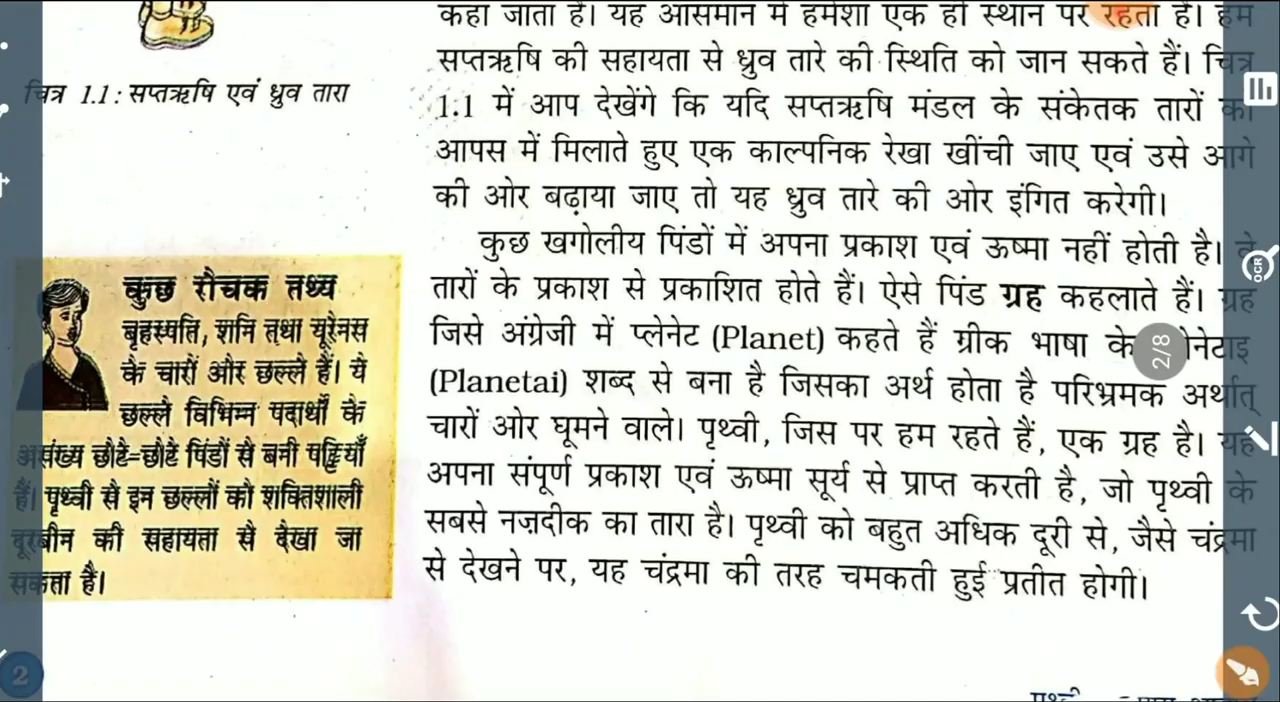 कहा जाता है। यह आसमान में हमेशा एक ही स्थान पर रहता है। हम
सप्तऋषि की सहायता से ध्रुव तारे की स्थिति को जान सकते हैं। चित्र
1.1 में आप देखेंगे कि यदि सप्तऋषि मंडल के संकेतक तारों को
आपस में मिलाते हुए एक काल्पनिक रेखा खींची जाए एवं उसे आगे
की ओर बढ़ाया जाए तो यह ध्रुव तारे की ओर इंगित करेगी।
कुछ खगोलीय पिंडों में अपना प्रकाश एवं ऊष्मा नहीं होती है। वे
तारों के प्रकाश से प्रकाशित होते हैं। ऐसे पिंड ग्रह कहलाते हैं। ग्रह
जिसे अंग्रेजी में प्लेनेट (Planet) कहते हैं ग्रीक भाषा के
(Planetai) शब्द से बना है जिसका अर्थ होता है परिभ्रमक अर्थात्
चारों ओर घूमने वाले। पृथ्वी, जिस पर हम रहते हैं, एक ग्रह है। यह
अपना संपूर्ण प्रकाश एवं ऊष्मा सूर्य से प्राप्त करती है, जो पृथ्वी के
सबसे नज़दीक का तारा है। पृथ्वी को बहुत अधिक दूरी से, जैसे चंद्रमा
से देखने पर, यह चंद्रमा की तरह चमकती हुई प्रतीत होगी।
चित्र 1.1 : सप्तऋषि एवं ध्रुव तारा
कुछ रोचक तथ्य
बृहस्पति, शनि तथा यूरेनस
के चारों ओर छल्ले हैं। ये
छल्ले विभिन्न पदार्थों के
असंख्य छोटे-छोटे पिंडों से बनी पट्टियाँ
हैं। पृथ्वी से इन छल्लों को शक्तिशाली
दूरबीन की सहायता से देखा जा
सकता है।
2/8
OCR
2